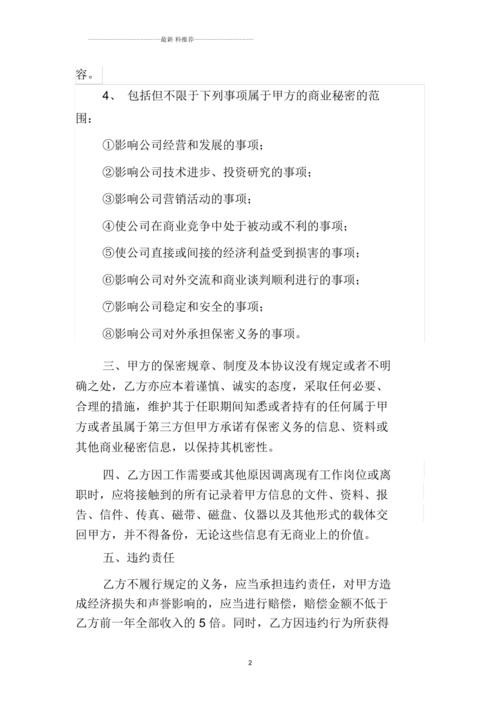 最新 料推荐
容。
4、 包括但不限于下列事项属于甲方的商业秘密的范
围：
①影响公司经营和发展的事项；
②影响公司技术进步、投资研究的事项；
③影响公司营销活动的事项；
④使公司在商业竞争中处于被动或不利的事项；
⑤使公司直接或间接的经济利益受到损害的事项；
⑥影响公司对外交流和商业谈判顺利进行的事项；
⑦影响公司稳定和安全的事项；
⑧影响公司对外承担保密义务的事项。
三、甲方的保密规章、制度及本协议没有规定或者不明
确之处，乙方亦应本着谨慎、诚实的态度，采取任何必要、
合理的措施，维护其于任职期间知悉或者持有的任何属于甲
方或者虽属于第三方但甲方承诺有保密义务的信息、资料或
其他商业秘密信息，以保持其机密性。
四、乙方因工作需要或其他原因调离现有工作岗位或离
职时，应将接触到的所有记录着甲方信息的文件、资料、报
告、信件、传真、磁带、磁盘、仪器以及其他形式的载体交
回甲方，并不得备份，无论这些信息有无商业上的价值。
五、违约责任
乙方不履行规定的义务，应当承担违约责任，对甲方造
成经济损失和声誉影响的，应当进行赔偿，赔偿金额不低于
乙方前一年全部收入的 5 倍。同时，乙方因违约行为所获得
2